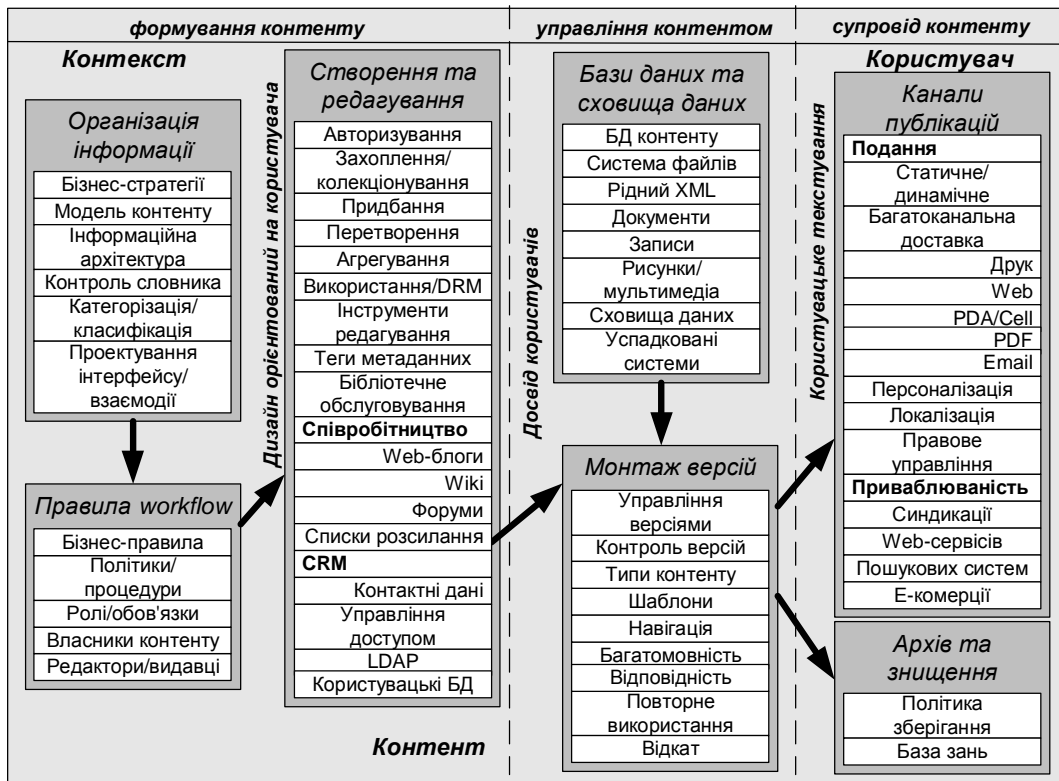 формування контенту
управління контентом
супровід контенту
Контекст
Організація
інформації
Бізнес-стратегії
Модель контенту
Інформаційна
архітектура
Контроль словника
Категорізація/
класифікація
Проектування
інтерфейсу/
взаємодії
Правила workflow
Бізнес-правила
Політики/
процедури
Ролі/обов'язки
Власники контенту
Редактори/видавці
Дизайн орієнтований на користувача
Створення та
редагування
Авторизування
Захоплення/
колекціонування
Придбання
Перетворення
Агрегування
Використання/DRM
Інструменти
редагування
Теги метаданних
Бібліотечне
обслуговування
Співробітництво
Web-блоги
Wiki
Форуми
Списки розсилання
CRM
Контактні дані
Управління
доступом
LDAP
Користувацькі БД
Контент
Досвід користувачів
Бази даних та
сховища даних
БД контенту
Система файлів
Рідний XML
Документи
Записи
Рисунки/
мультимедіа
Сховища даних
Успадковані
системи
Монтаж версій
Управління
версіями
Контроль версій
Типи контенту
Шаблони
Навігація
Багатомовність
Відповідність
Повторне
використання
Відкат
Користувацьке текстування
Користувач
Канали
публікацій
Подання
Статичне/
динамічне
Багатоканальна
доставка
Друк
Web
PDA/Cell
PDF
Email
Персоналізація
Локалізація
Правове
управління
Приваблюваність
Синдикації
Web-сервісів
Пошукових систем
Е-комерції
Архів та
знищення
Політика
зберігання
База зань